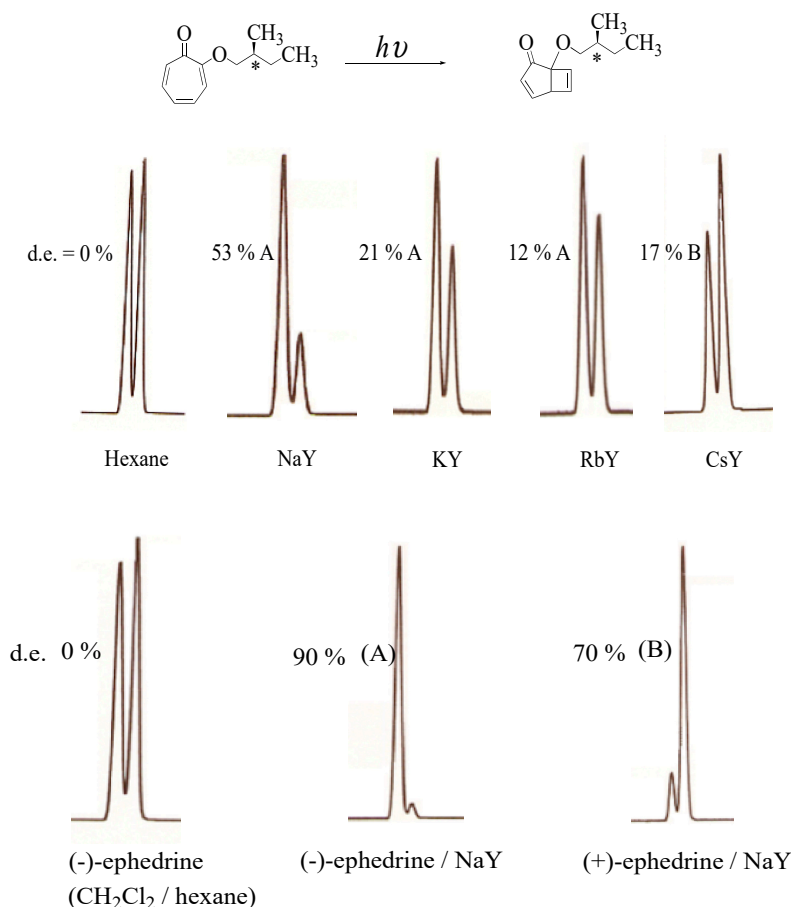 O
O
CH3
CH3
*
hυ
O
O
CH3
CH3
*
d.e. = 0 %
53 % A
21 % A
12 % A
17 % B
Hexane
NaY
KY
RbY
CsY
d.e. 0 %
90 % (A)
70 % (B)
(-)-ephedrine
(CH2Cl2 / hexane)
(-)-ephedrine / NaY
(+)-ephedrine / NaY